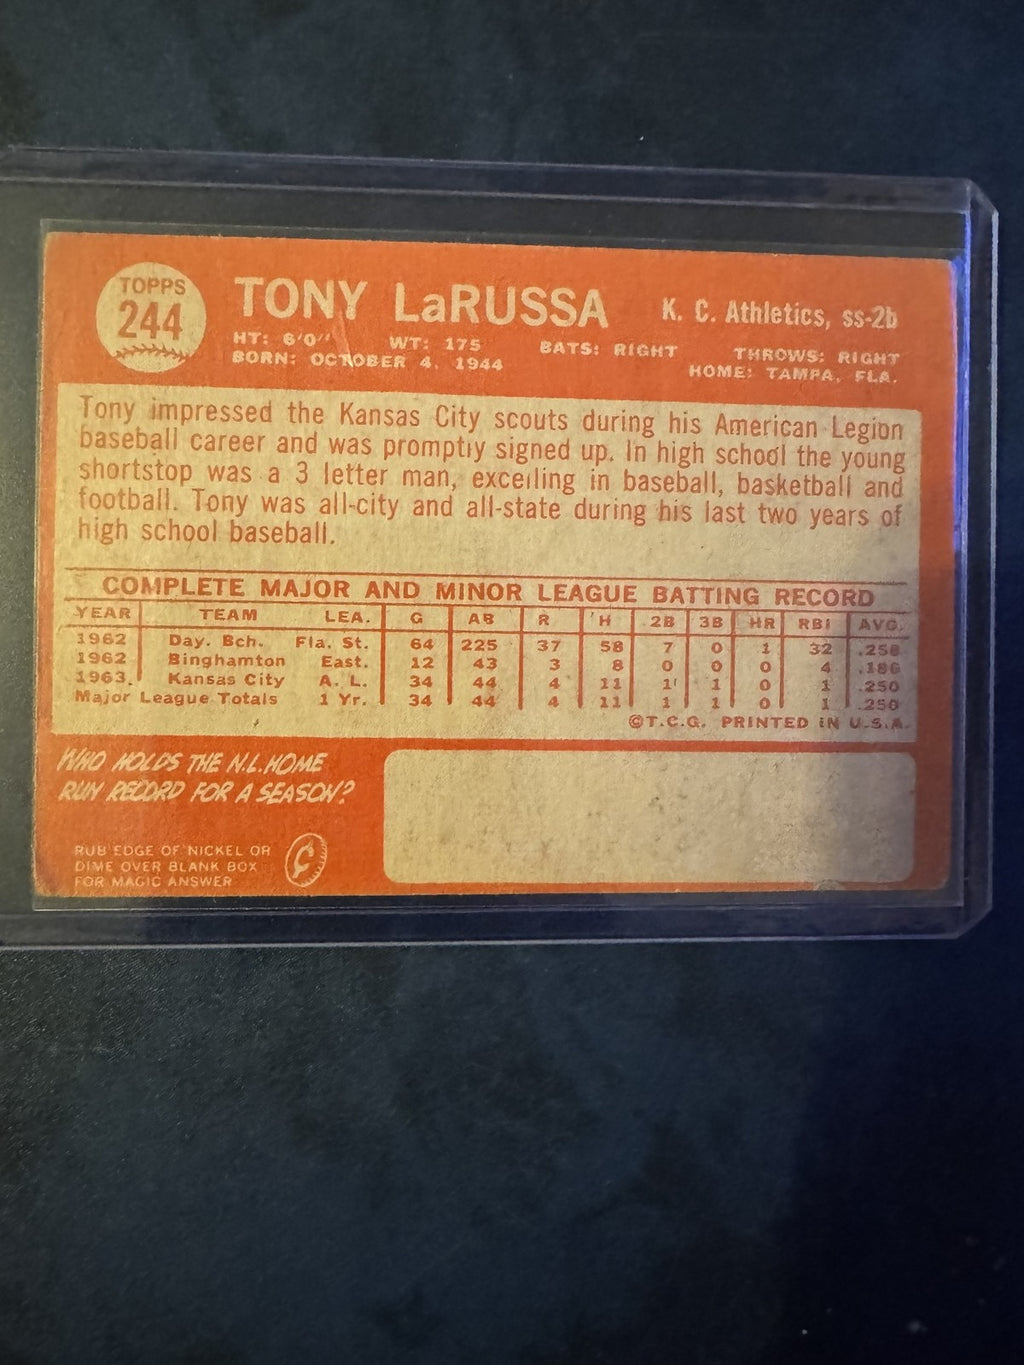 TOPPS
244
TONY LaRUSSA
K. C. Athletics, ss-2b
HT: 6'0" WT: 175 BATS: RIGHT THROWS: RIGHT
BORN: OCTOBER 4, 1944 HOME: TAMPA, FLA.
Tony impressed the Kansas City scouts during his American Legion
baseball career and was promptly signed up. In high school the young
shortstop was a 3 letter man, excelling in baseball, basketball and
football. Tony was all-city and all-state during his last two years of
high school baseball.
COMPLETE MAJOR AND MINOR LEAGUE BATTING RECORD
YEAR TEAM LEA. G AB R H 2B 3B HR RBI AVG.
1962 Day. Bch. Fla. St. 64 225 37 58 7 0 1 32 .258
1962 Binghamton East. 12 43 3 8 0 0 0 4 .186
1963 Kansas City A. L. 34 44 4 11 1 1 0 1 .250
Major League Totals 1 Yr. 34 44 4 11 1 1 0 1 .250
©T.C.G. PRINTED IN U.S.A.
WHO HOLDS THE N.L. HOME
RUN RECORD FOR A SEASON?
RUB EDGE OF NICKEL OR
DIME OVER BLANK BOX
FOR MAGIC ANSWER